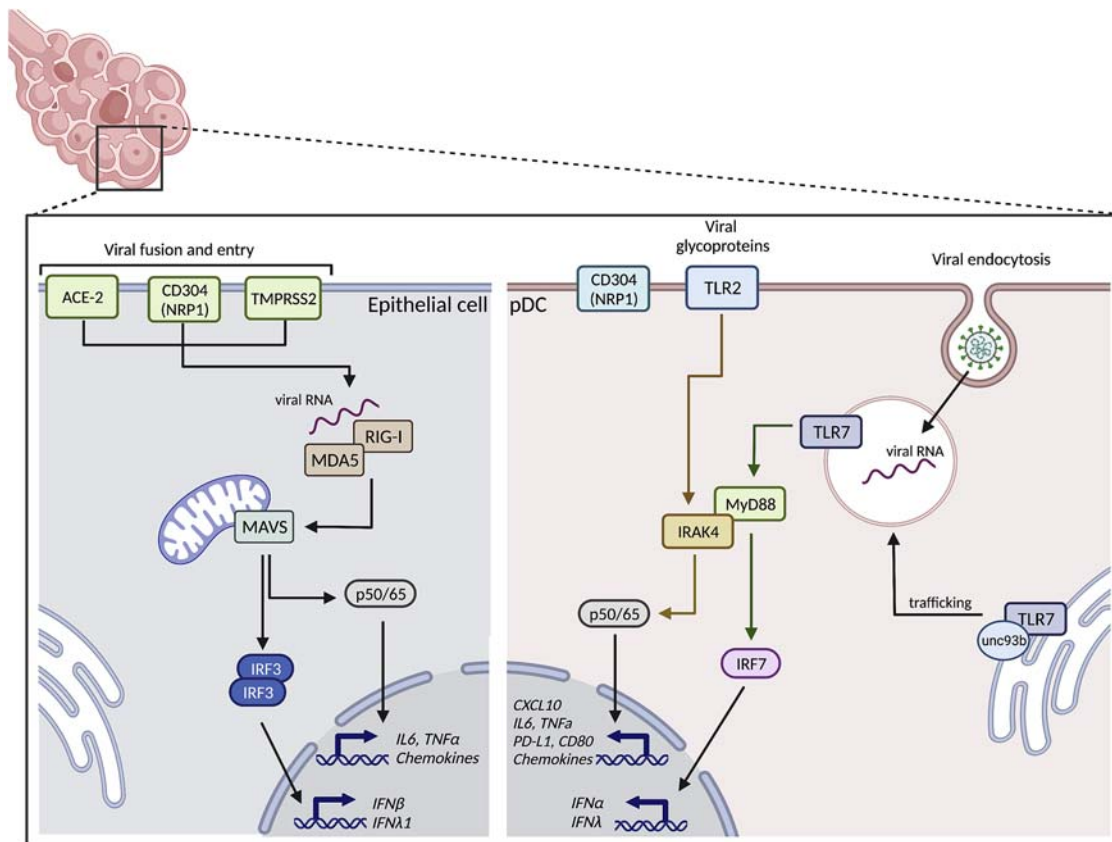 Viral fusion and entry
ACE-2
CD304
(NRP1)
TMPRSS2
Epithelial cell
viral RNA
RIG-I
MDA5
MAVS
p50/65
IRF3
IRF3
IL6, TNFα
Chemokines
IFNβ
IFNλ1
Viral
glycoproteins
CD304
(NRP1)
TLR2
Viral endocytosis
pDC
TLR7
viral RNA
MyD88
IRAK4
trafficking
TLR7
unc93b
p50/65
IRF7
CXCL10
IL6, TNFa
PD-L1, CD80
Chemokines
IFNα
IFNλ